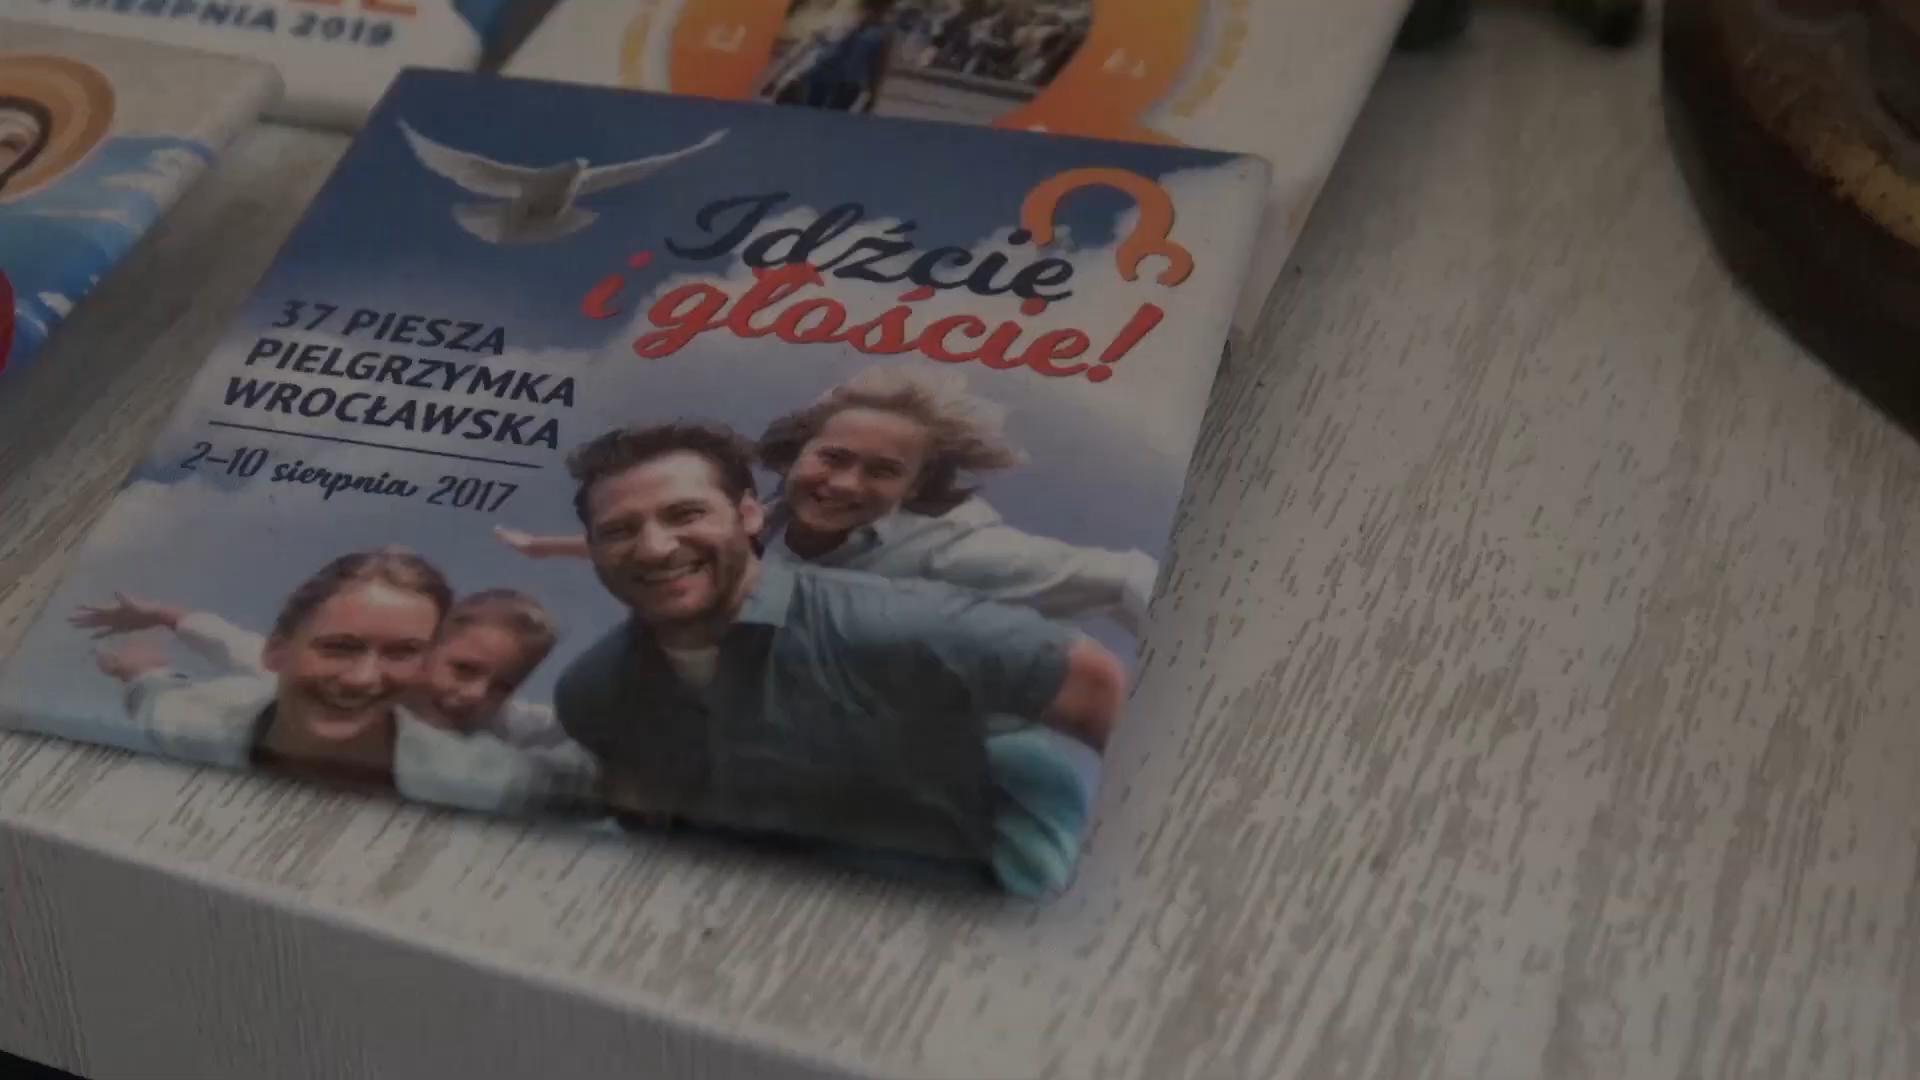 SIERPNIA 2019
Idźcie
i głoście!
37 PIESZA
PIELGRZYMKA
WROCŁAWSKA
2–10 sierpnia 2017